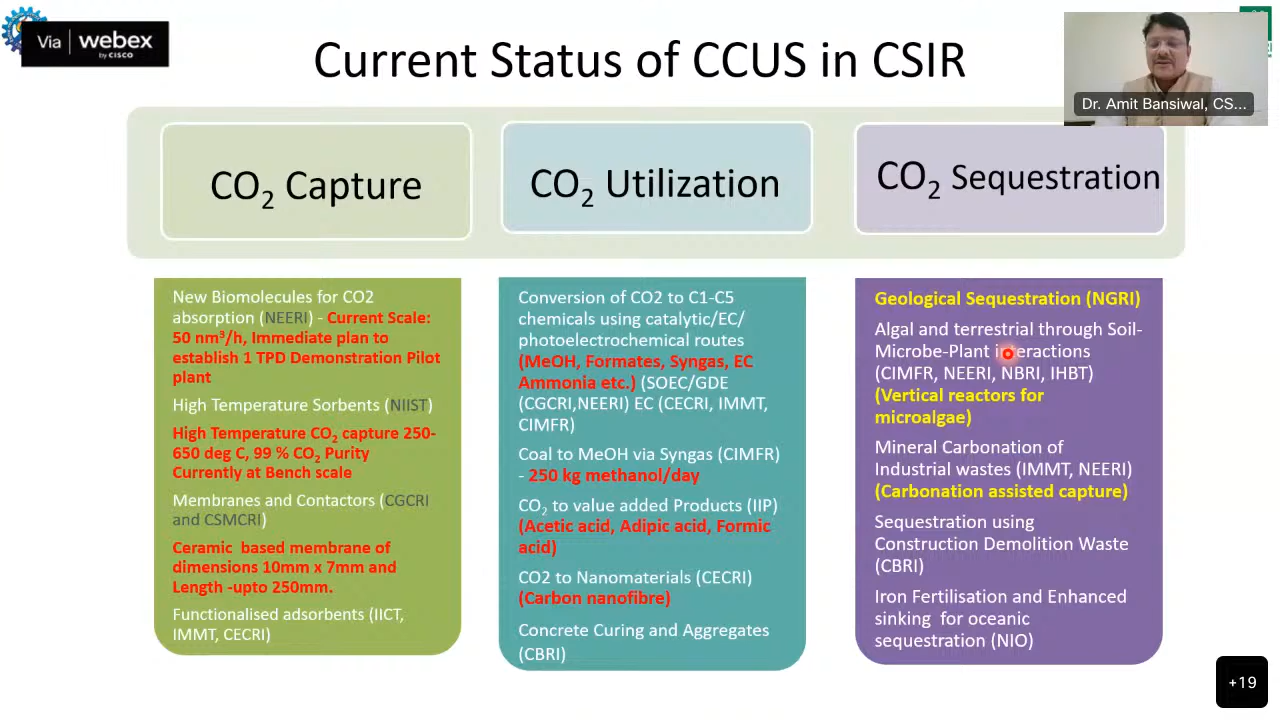 Via webex
by CISCO
Current Status of CCUS in CSIR
Dr. Amit Bansiwal, CS...
CO2 Capture
CO2 Utilization
CO2 Sequestration
New Biomolecules for CO2
absorption (NEERI) - Current Scale:
50 nm³/h, Immediate plan to
establish 1 TPD Demonstration Pilot
plant
High Temperature Sorbents (NIIST)
High Temperature CO2 capture 250-
650 deg C, 99 % CO2 Purity
Currently at Bench scale
Membranes and Contactors (CGCRI
and CSMCRI)
Ceramic based membrane of
dimensions 10mm x 7mm and
Length -upto 250mm.
Functionalised adsorbents (IICT,
IMMT, CECRI)
Conversion of CO2 to C1-C5
chemicals using catalytic/EC/
photoelectrochemical routes
(MeOH, Formates, Syngas, EC
Ammonia etc.) (SOEC/GDE
(CGCRI,NEERI) EC (CECRI, IMMT,
CIMFR)
Coal to MeOH via Syngas (CIMFR)
- 250 kg methanol/day
CO2 to value added Products (IIP)
(Acetic acid, Adipic acid, Formic
acid)
CO2 to Nanomaterials (CECRI)
(Carbon nanofibre)
Concrete Curing and Aggregates
(CBRI)
Geological Sequestration (NGRI)
Algal and terrestrial through Soil-
Microbe-Plant interactions
(CIMFR, NEERI, NBRI, IHBT)
(Vertical reactors for
microalgae)
Mineral Carbonation of
Industrial wastes (IMMT, NEERI)
(Carbonation assisted capture)
Sequestration using
Construction Demolition Waste
(CBRI)
Iron Fertilisation and Enhanced
sinking for oceanic
sequestration (NIO)
+19